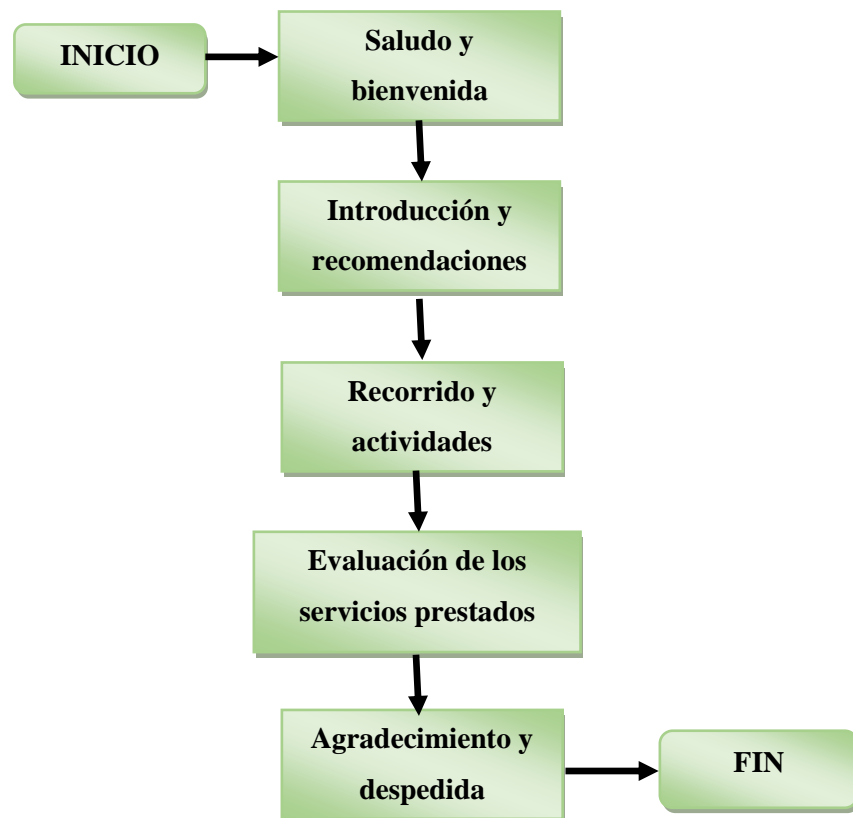 INICIO
Saludo y
bienvenida
Introducción y
recomendaciones
Recorrido y
actividades
Evaluación de los
servicios prestados
Agradecimiento y
despedida
FIN